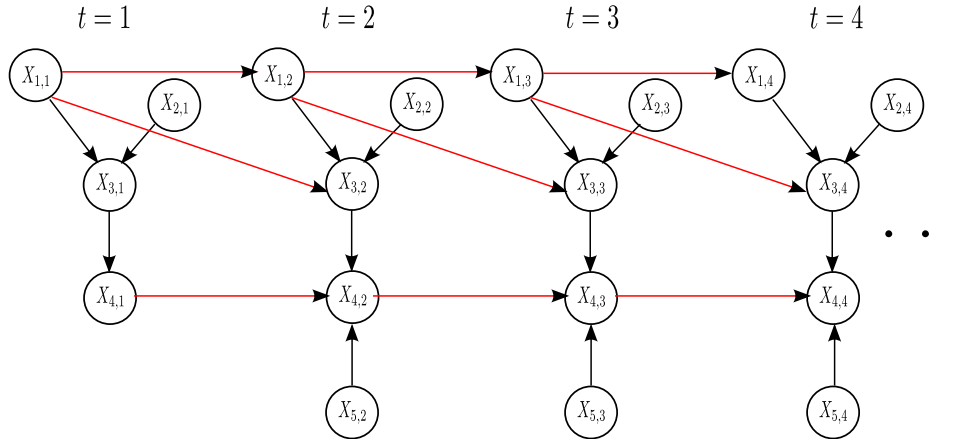 t = 1 t = 2 t = 3 t = 4
X1,1 X1,2 X1,3 X1,4
X2,1 X2,2 X2,3 X2,4
X3,1 X3,2 X3,3 X3,4
X4,1 X4,2 X4,3 X4,4
X5,2 X5,3 X5,4